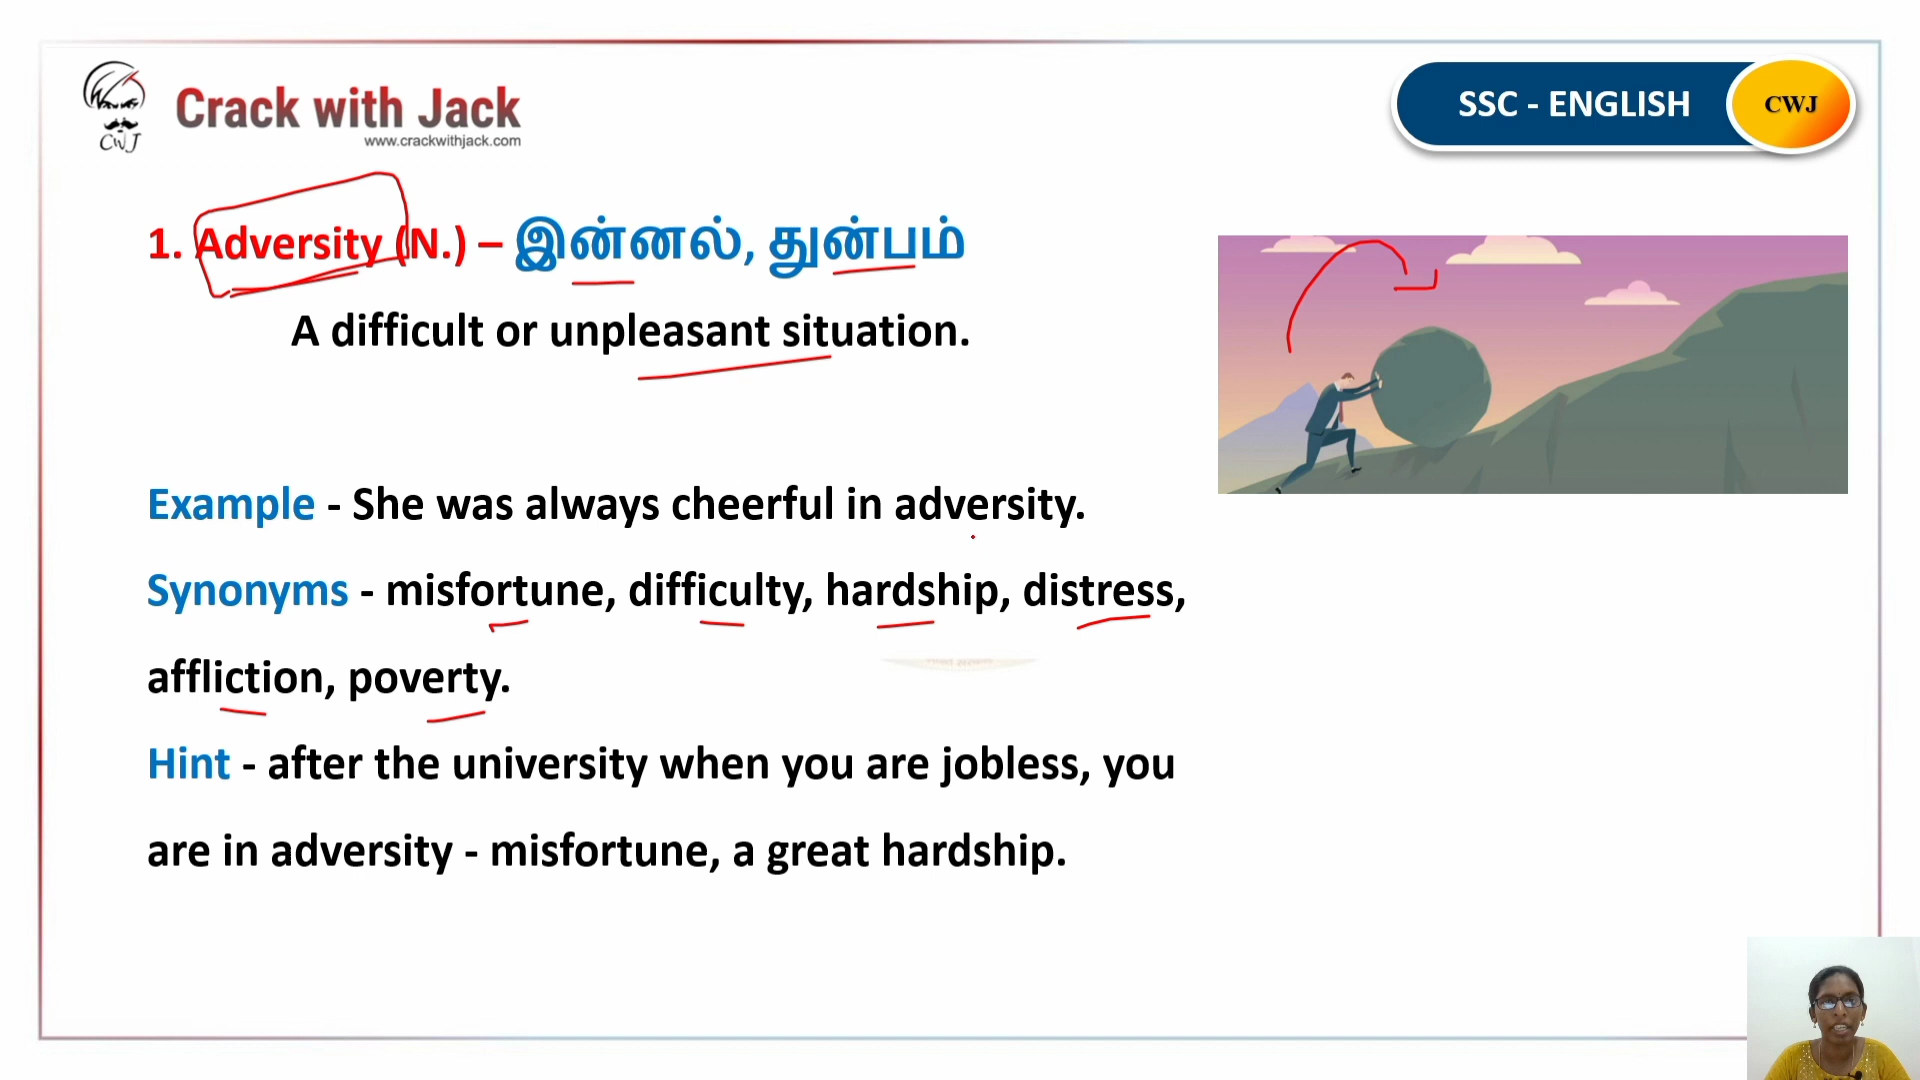 Crack with Jack
www.crackwithjack.com
CWJ
SSC - ENGLISH
CWJ
1. Adversity (N.) – இன்னல், துன்பம்
A difficult or unpleasant situation.
Example - She was always cheerful in adversity.
Synonyms - misfortune, difficulty, hardship, distress,
affliction, poverty.
Hint - after the university when you are jobless, you
are in adversity - misfortune, a great hardship.